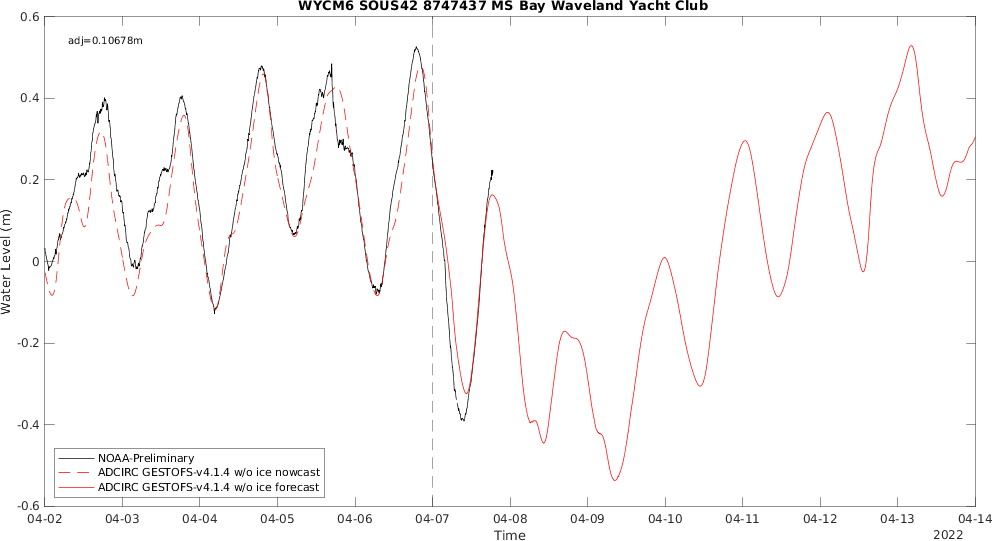 WYCM6 SOUS42 8747437 MS Bay Waveland Yacht Club
adj=0.10678m
0.6
0.4
0.2
0
-0.2
-0.4
-0.6
Water Level (m)
NOAA-Preliminary
ADCIRC GESTOFS-v4.1.4 w/o ice nowcast
ADCIRC GESTOFS-v4.1.4 w/o ice forecast
04-02 04-03 04-04 04-05 04-06 04-07 04-08 04-09 04-10 04-11 04-12 04-13 04-14
Time
2022